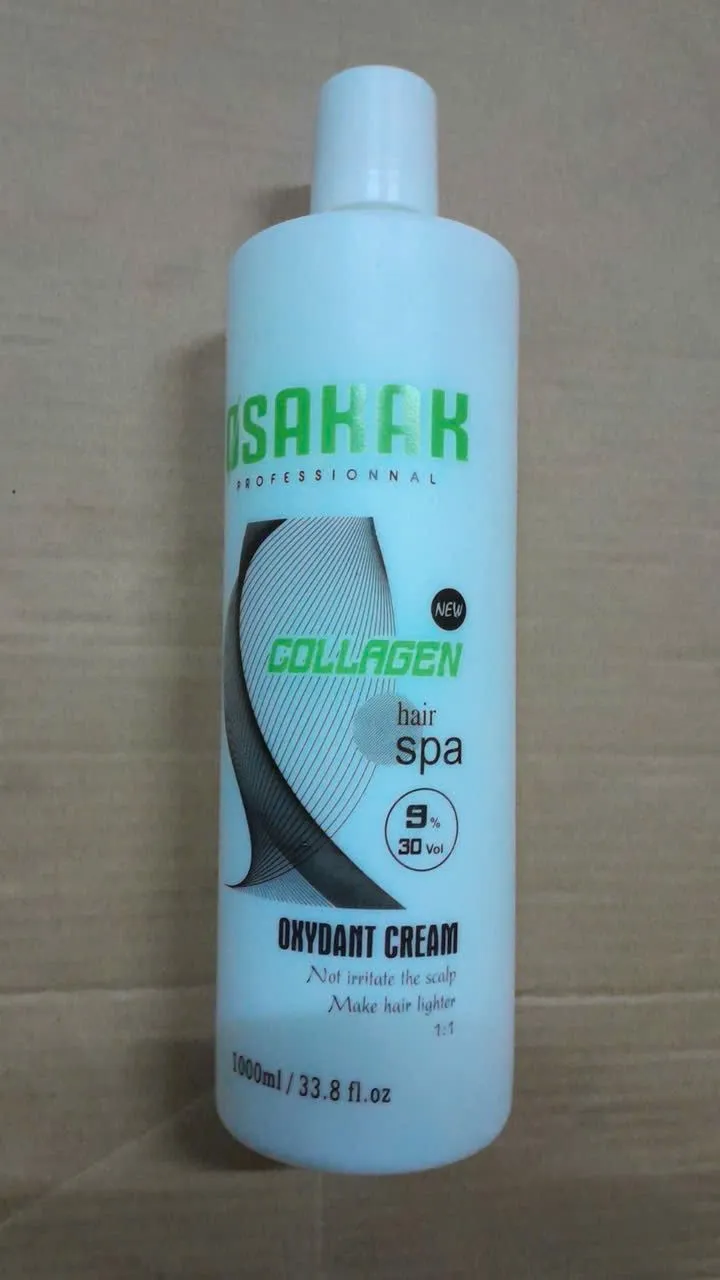 OSAKAK
PROFESSIONNAL
NEW
COLLAGEN
hair
spa
9%
30 Vol
OXYDANT CREAM
Not irritate the scalp
Make hair lighter
1:1
1000ml / 33.8 fl.oz